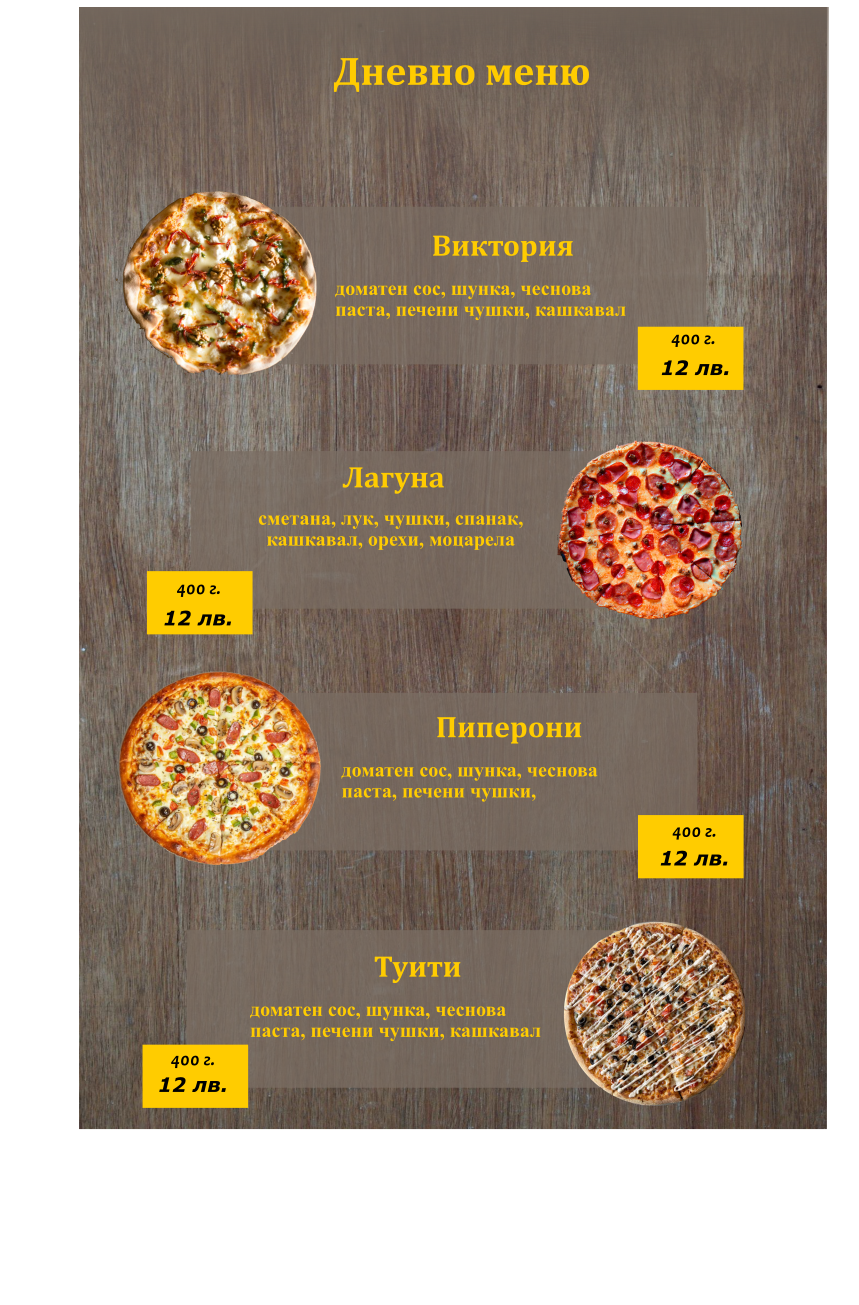 Дневно меню
Виктория
доматен сос, шунка, чеснова
паста, печени чушки, кашкавал
400 г.
12 лв.
Лагуна
сметана, лук, чушки, спанак,
кашкавал, орехи, моцарела
400 г.
12 лв.
Пиперони
доматен сос, шунка, чеснова
паста, печени чушки,
400 г.
12 лв.
Туити
доматен сос, шунка, чеснова
паста, печени чушки, кашкавал
400 г.
12 лв.